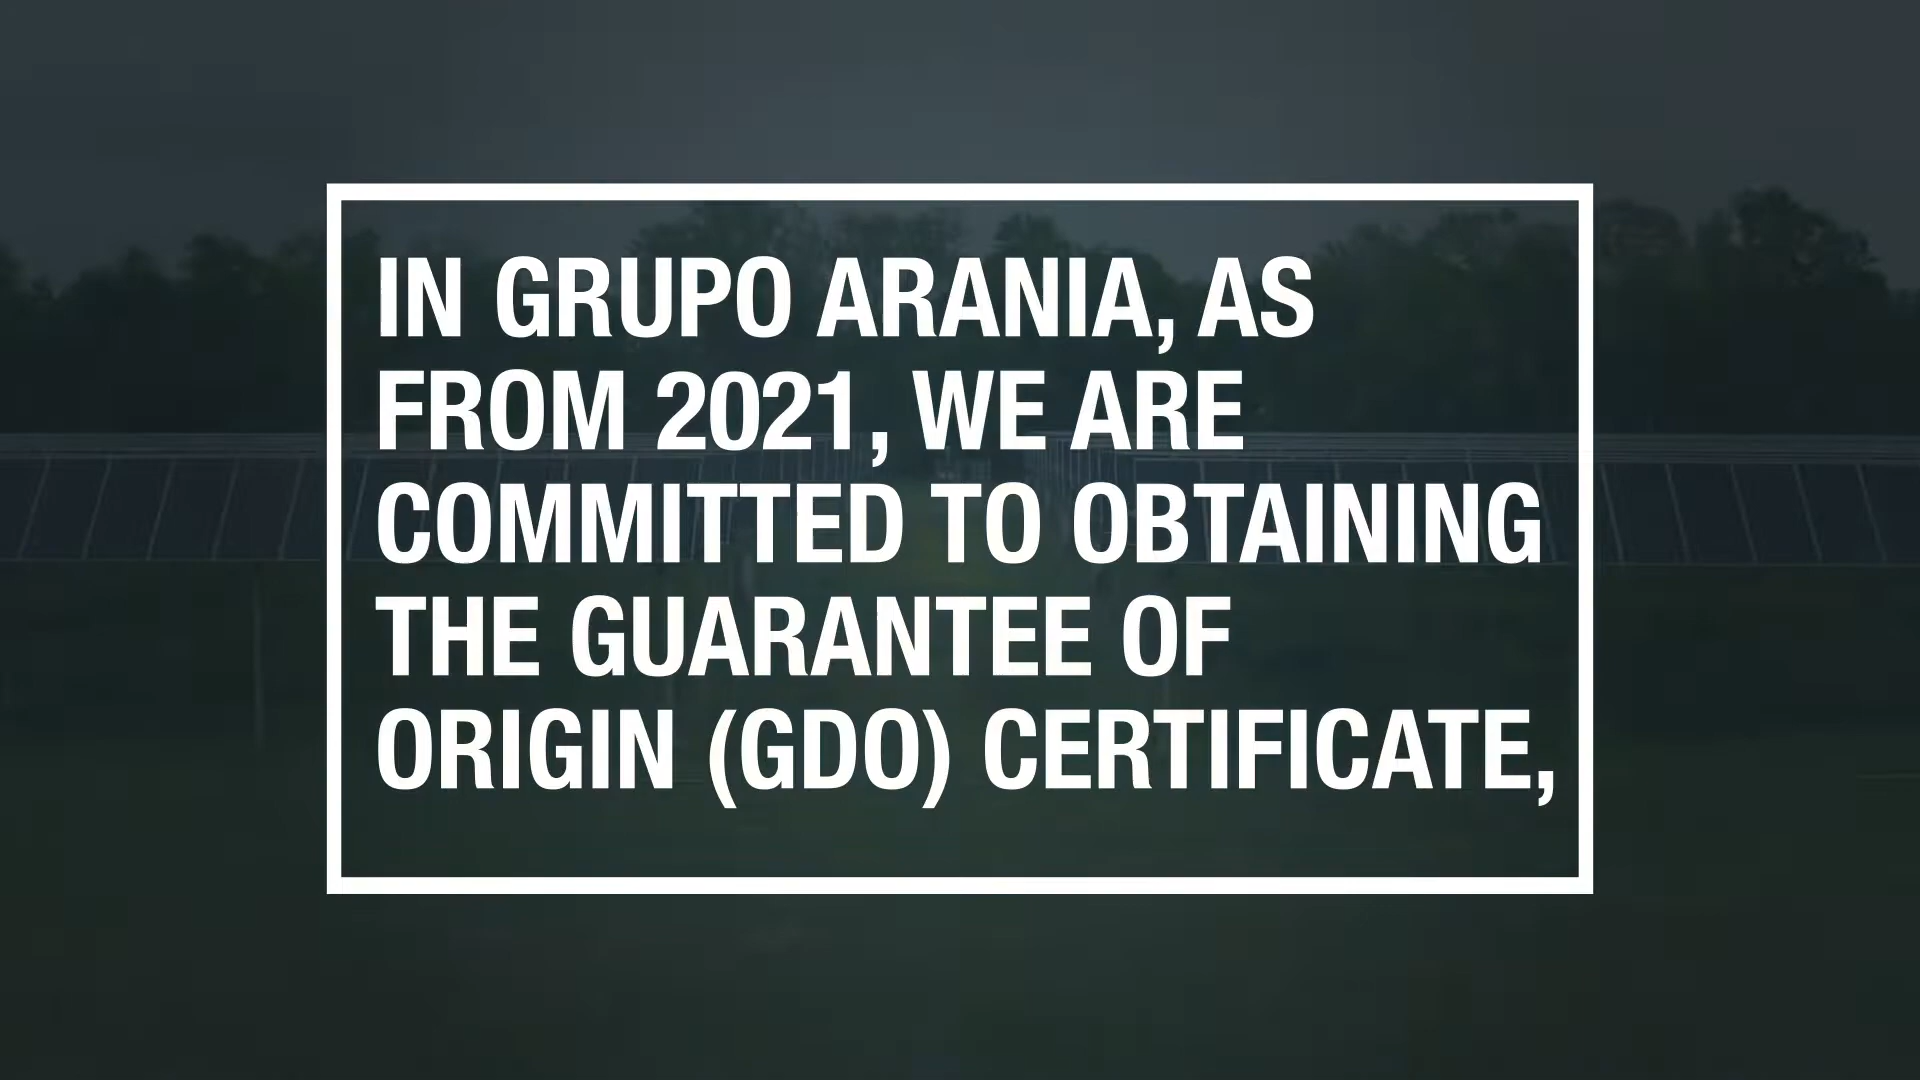 IN GRUPO ARANIA, AS
FROM 2021, WE ARE
COMMITTED TO OBTAINING
THE GUARANTEE OF
ORIGIN (GDO) CERTIFICATE,